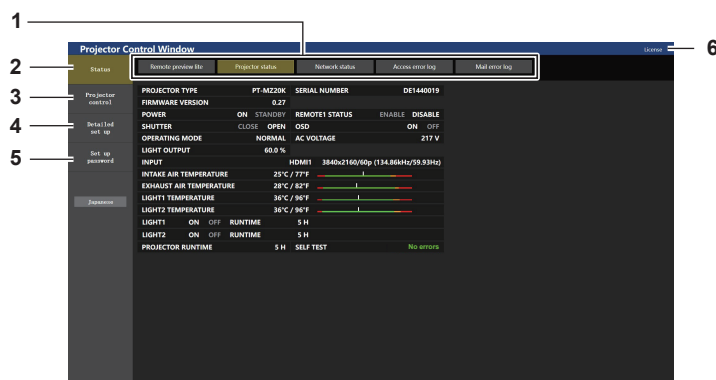 1
Projector Control Window
License
6
2
Status
Remote preview lite
Projector status
Network status
Access error log
Mail error log
3
Projector
control
4
Detailed
set up
5
Set up
password
Japanese
PROJECTOR TYPE PT-MZ20K SERIAL NUMBER DE1440019
FIRMWARE VERSION 0.27
POWER ON STANDBY REMOTE1 STATUS ENABLE DISABLE
SHUTTER CLOSE OPEN OSD ON OFF
OPERATING MODE NORMAL AC VOLTAGE 217 V
LIGHT OUTPUT 60.0 %
INPUT HDMI1 3840x2160/60p (134.86kHz/59.93Hz)
INTAKE AIR TEMPERATURE 25°C / 77°F
EXHAUST AIR TEMPERATURE 28°C / 82°F
LIGHT1 TEMPERATURE 36°C / 96°F
LIGHT2 TEMPERATURE 36°C / 96°F
LIGHT1 ON OFF RUNTIME 5 H
LIGHT2 ON OFF RUNTIME 5 H
PROJECTOR RUNTIME 5 H SELF TEST No errors